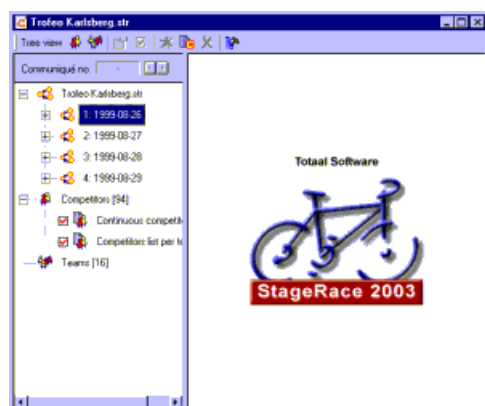 Trofeo Karlsberg.str
Tree view
Communiqué no. -
Trofeo Karlsberg.str
1: 1999-08-26
2: 1999-08-27
3: 1999-08-28
4: 1999-08-29
Competitors [94]
Continuous competit
Competitors list per te
Teams [16]
Totaal Software
StageRace 2003